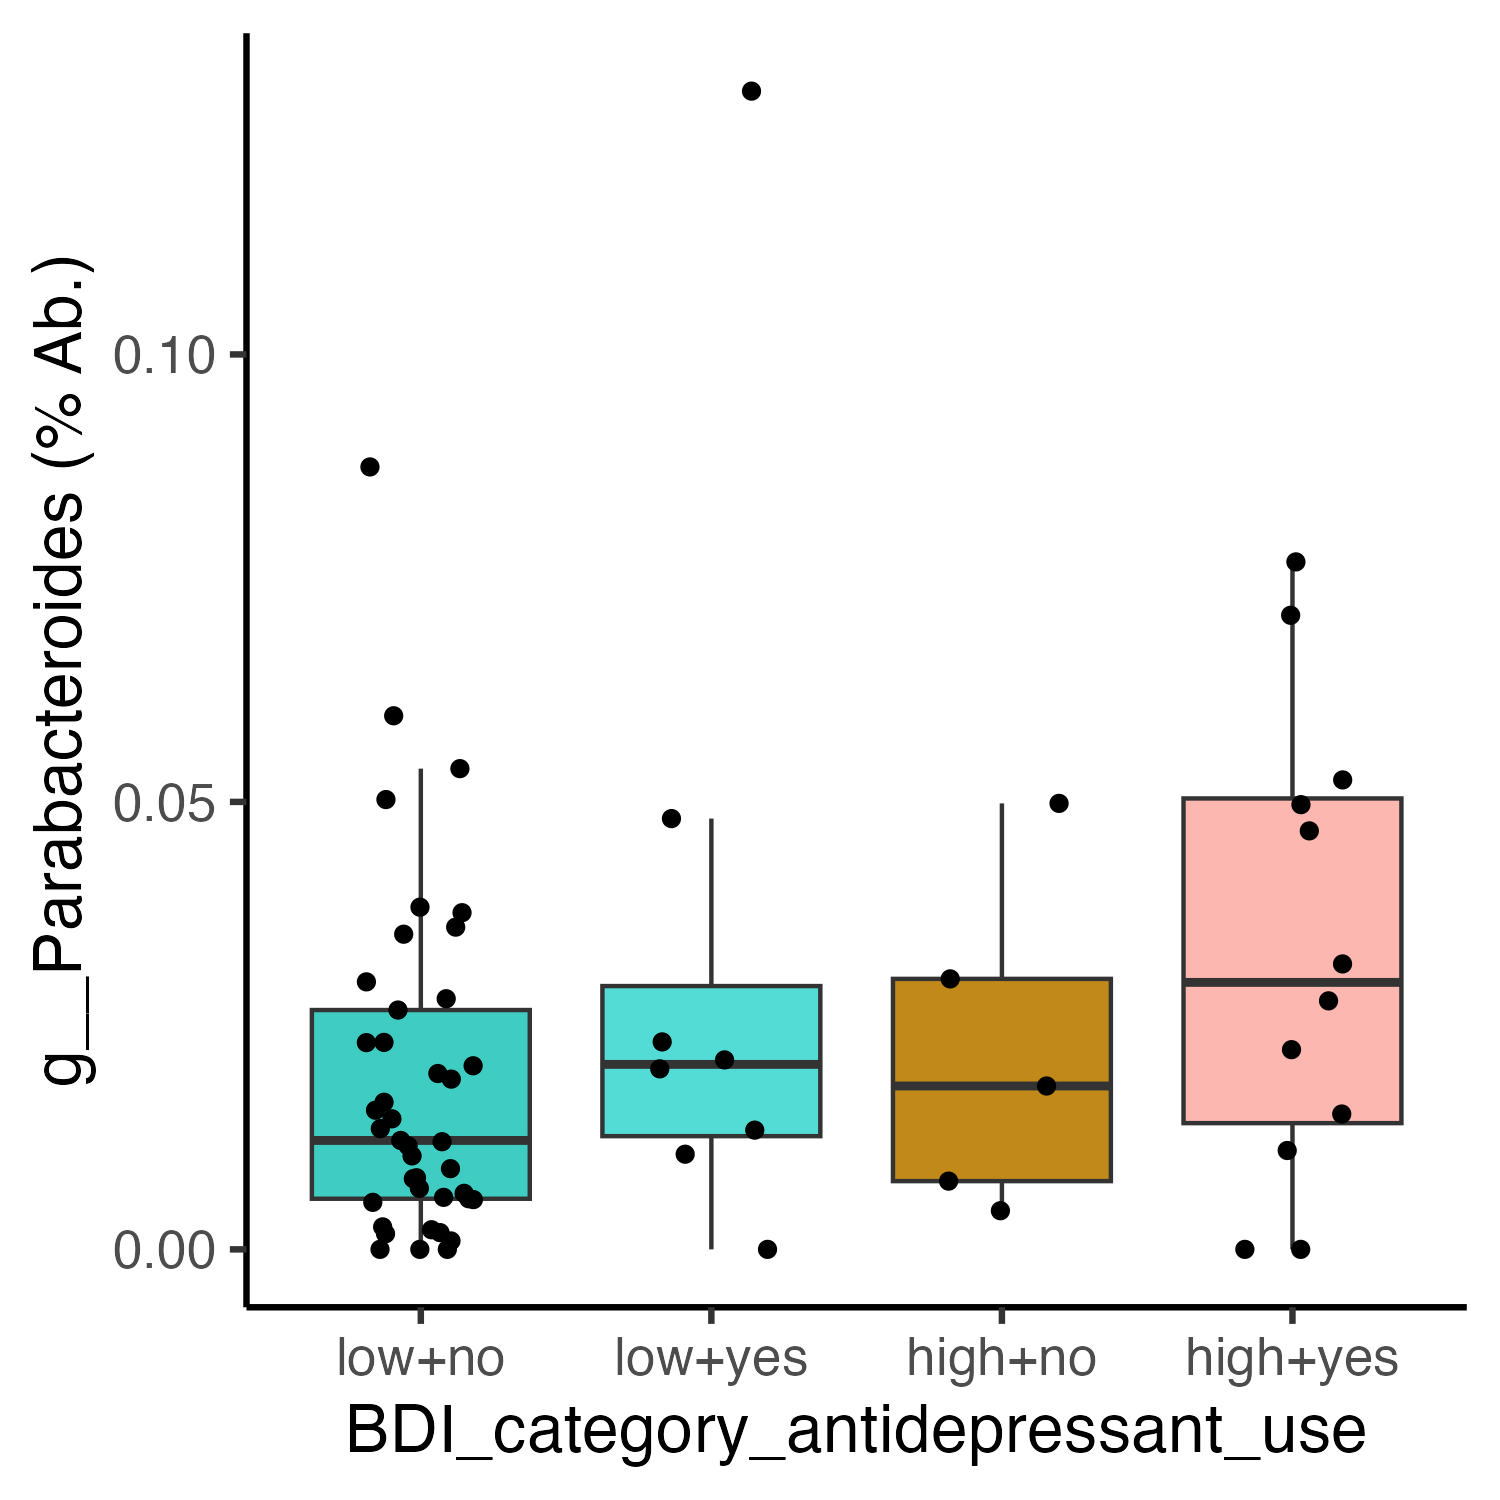 g__Parabacteroides (% Ab.)
0.10
0.05
0.00
low+no low+yes high+no high+yes
BDI_category_antidepressant_use